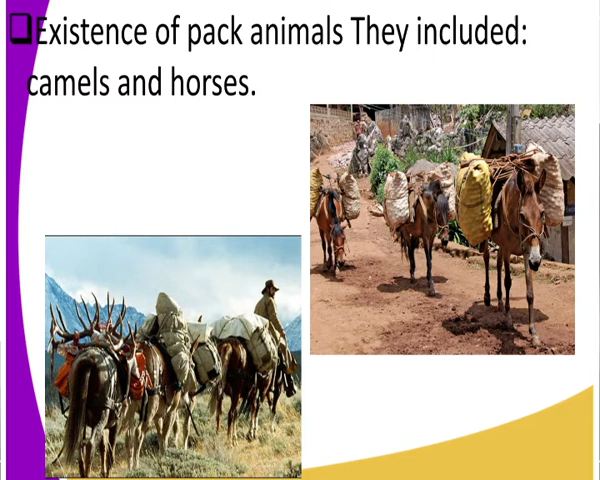 Existence of pack animals They included:
camels and horses.